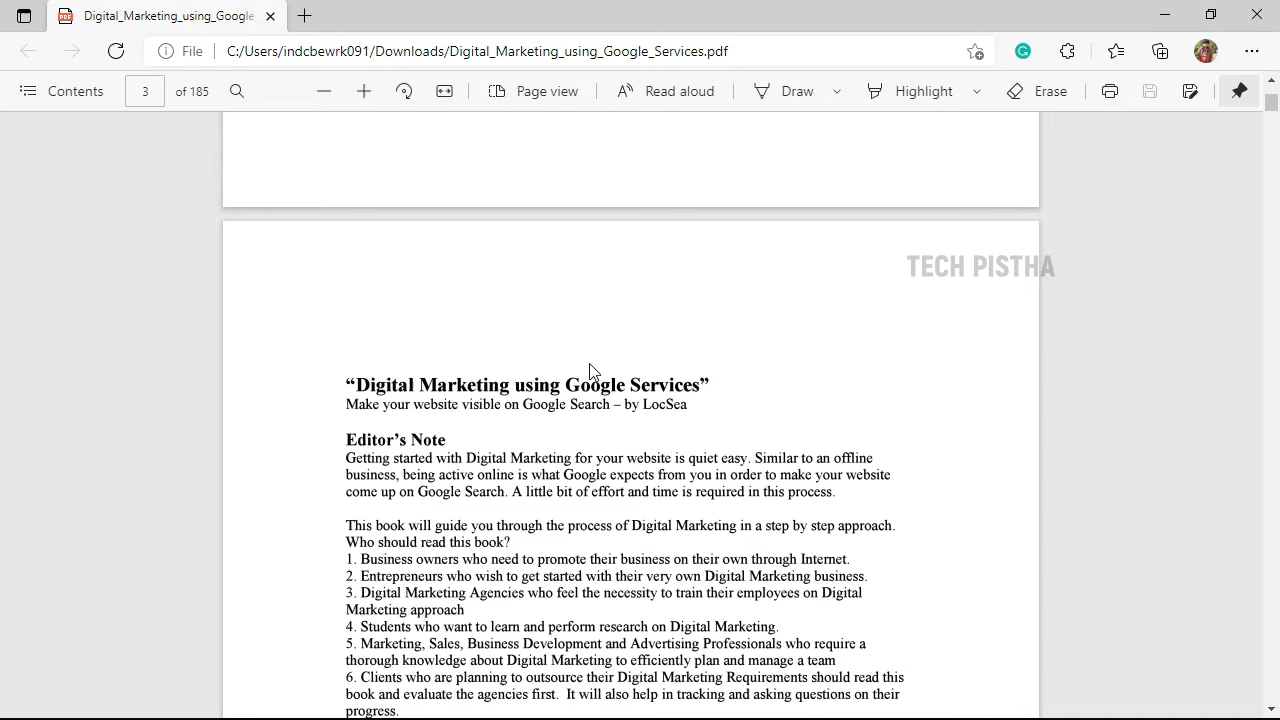 Digital_Marketing_using_Google
File
C:/Users/indcbewrk091/Downloads/Digital_Marketing_using_Google_Services.pdf
Contents
3
of 185
Page view
A
Read aloud
Draw
Highlight
Erase
TECH PISTHA
“Digital Marketing using Google Services”
Make your website visible on Google Search – by LocSea
Editor’s Note
Getting started with Digital Marketing for your website is quiet easy. Similar to an offline
business, being active online is what Google expects from you in order to make your website
come up on Google Search. A little bit of effort and time is required in this process.
This book will guide you through the process of Digital Marketing in a step by step approach.
Who should read this book?
1. Business owners who need to promote their business on their own through Internet.
2. Entrepreneurs who wish to get started with their very own Digital Marketing business.
3. Digital Marketing Agencies who feel the necessity to train their employees on Digital
Marketing approach
4. Students who want to learn and perform research on Digital Marketing.
5. Marketing, Sales, Business Development and Advertising Professionals who require a
thorough knowledge about Digital Marketing to efficiently plan and manage a team
6. Clients who are planning to outsource their Digital Marketing Requirements should read this
book and evaluate the agencies first.  It will also help in tracking and asking questions on their
progress.